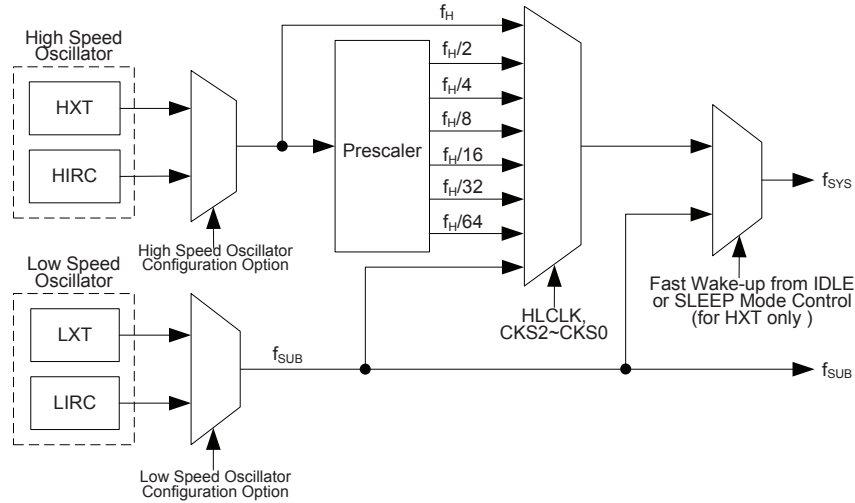 High Speed
Oscillator
HXT
HIRC
High Speed Oscillator
Configuration Option
fH
Prescaler
fH/2
fH/4
fH/8
fH/16
fH/32
fH/64
HLCLK,
CKS2~CKS0
fSYS
Fast Wake-up from IDLE
or SLEEP Mode Control
(for HXT only )
Low Speed
Oscillator
LXT
LIRC
Low Speed Oscillator
Configuration Option
fSUB
fSUB